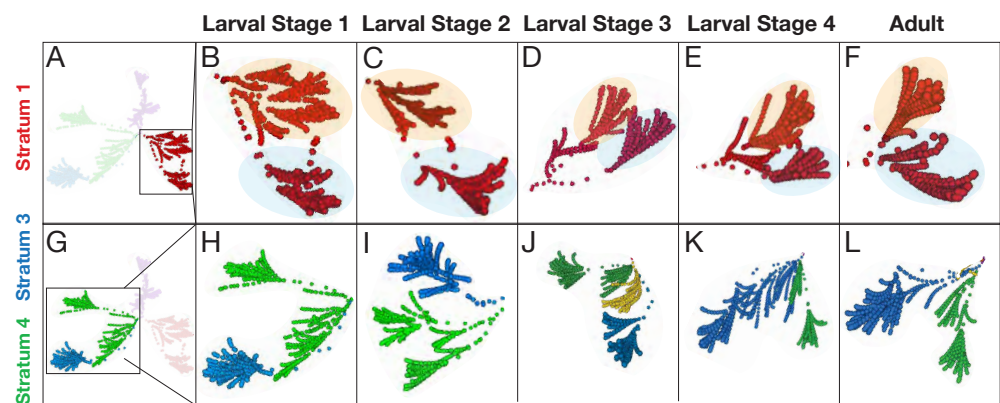 Larval Stage 1 Larval Stage 2 Larval Stage 3 Larval Stage 4 Adult
Stratum 1
A B C D E F
Stratum 3
Stratum 4
G H I J K L